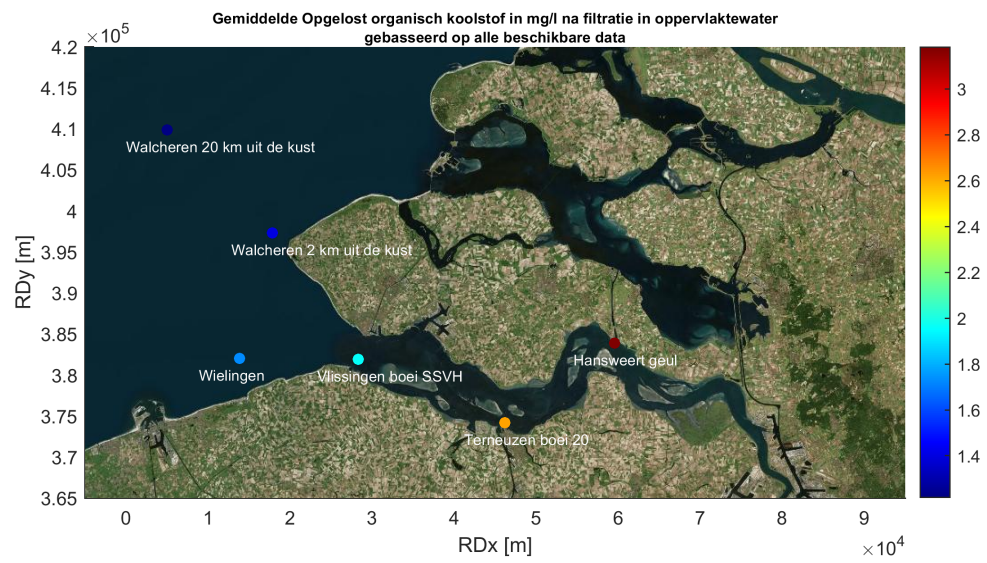 Gemiddelde Opgelost organisch koolstof in mg/l na filtratie in oppervlaktewater
gebasseerd op alle beschikbare data
×10⁵
4.2
4.15
4.1
4.05
4
3.95
3.9
3.85
3.8
3.75
3.7
3.65
RDy [m]
Walcheren 20 km uit de kust
Walcheren 2 km uit de kust
Wielingen
Vlissingen boei SSVH
Hansweert geul
Terneuzen boei 20
0 1 2 3 4 5 6 7 8 9
×10⁴
RDx [m]
3
2.8
2.6
2.4
2.2
2
1.8
1.6
1.4